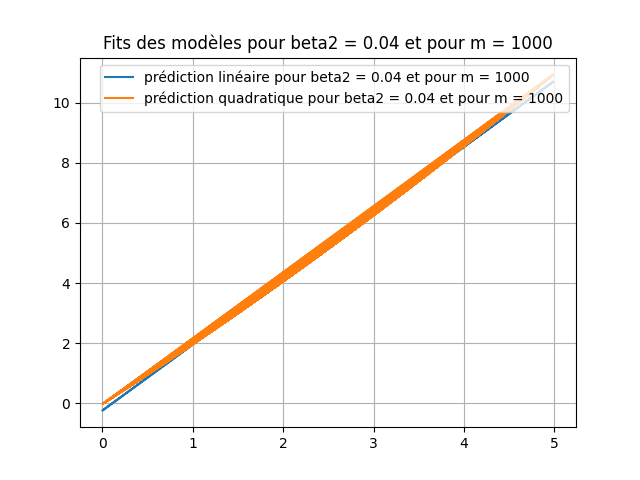 Fits des modèles pour beta2 = 0.04 et pour m = 1000
prédiction linéaire pour beta2 = 0.04 et pour m = 1000
prédiction quadratique pour beta2 = 0.04 et pour m = 1000
10
8
6
4
2
0
0 1 2 3 4 5